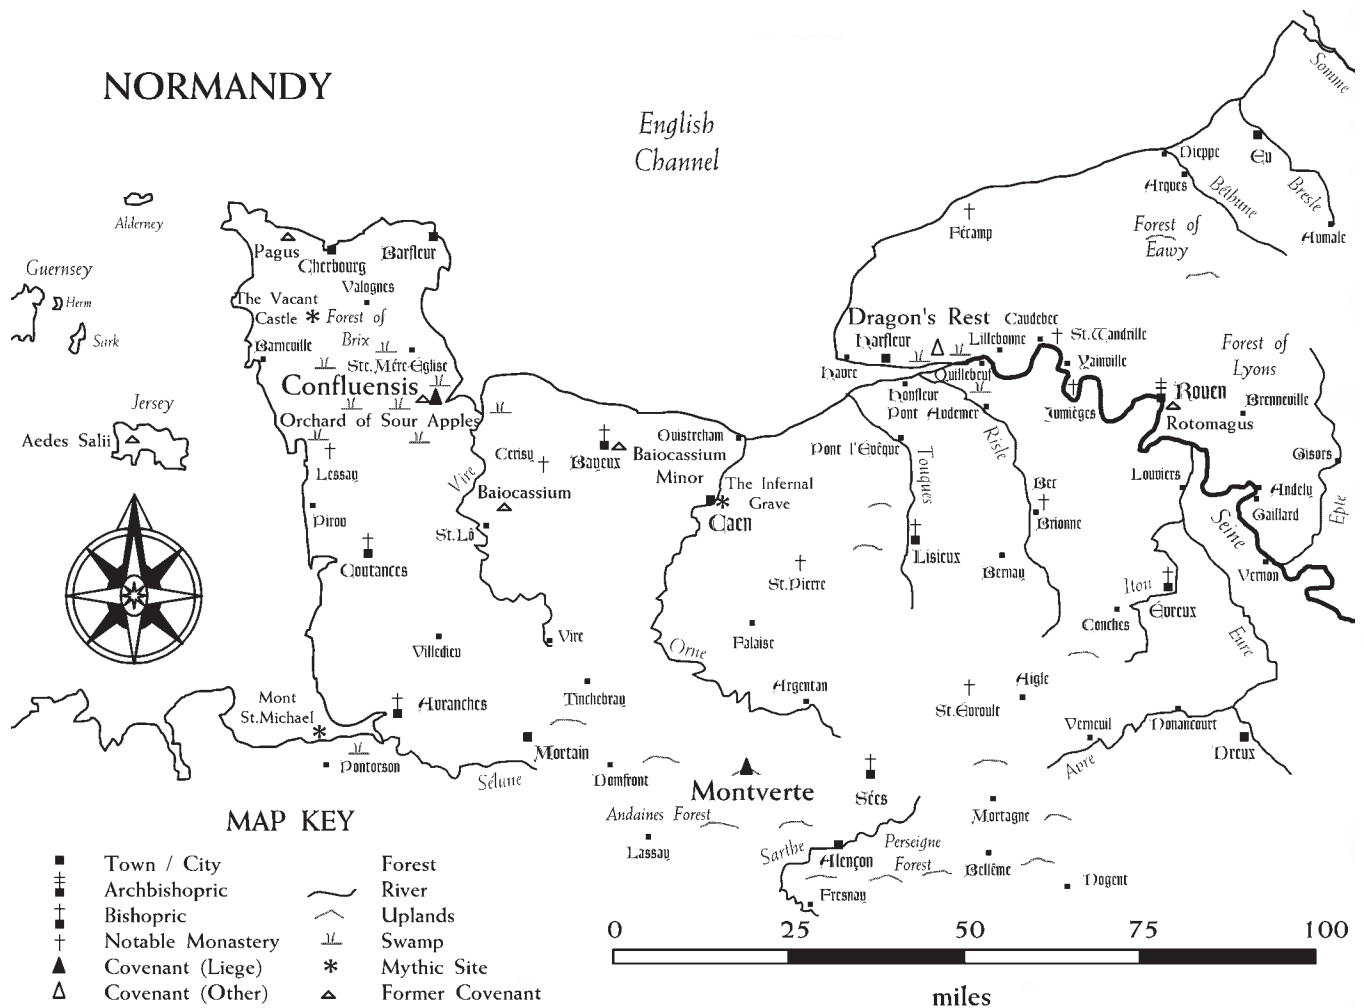 NORMANDY
English
Channel
Somme
Dieppe
Eu
Arques
Béthune
Bresle
Aumale
Alderney
Fécamp
Forest of
Eawy
Pagus
Cherbourg
Barfleur
Guernsey
Herm
Sark
Valognes
The Vacant
Castle
Forest of
Brix
Barneville
Ste.Mére-Église
Dragon's Rest
Caudebec
Harfleur
Lillebonne
St.Wandrille
Yainville
Forest of
Lyons
Havre
Quillebeuf
Honfleur
Pont Audemer
Jumièges
Rouen
Rotomagus
Brenneville
Confluensis
Orchard of Sour Apples
Jersey
Aedes Salii
Lessay
Cerisy
Bayeux
Ouistreham
Baiocassium
Minor
Pont l'Évêque
Touques
Risle
Gisors
Vire
Baiocassium
The Infernal
Grave
Bec
Brionne
Louviers
Andely
Gaillard
Epte
Pirou
St.Lô
Caen
Seine
Coutances
St.Pierre
Lisieux
Bernay
Iton
Évreux
Vernon
Conches
Falaise
Villedieu
Vire
Orne
Eure
Tinchebray
Argentan
St.Évroult
Aigle
Mont
St.Michael
Avranches
Verneuil
Nonancourt
Pontorson
Mortain
Dreux
Avre
Sélune
Domfront
Montverte
Sées
Andaines Forest
Mortagne
Lassay
Sarthe
Alençon
Perseigne
Forest
Bellême
Nogent
Fresnay
MAP KEY
Town / City
Archbishopric
Bishopric
Notable Monastery
Covenant (Liege)
Covenant (Other)
Forest
River
Uplands
Swamp
Mythic Site
Former Covenant
0 25 50 75 100
miles